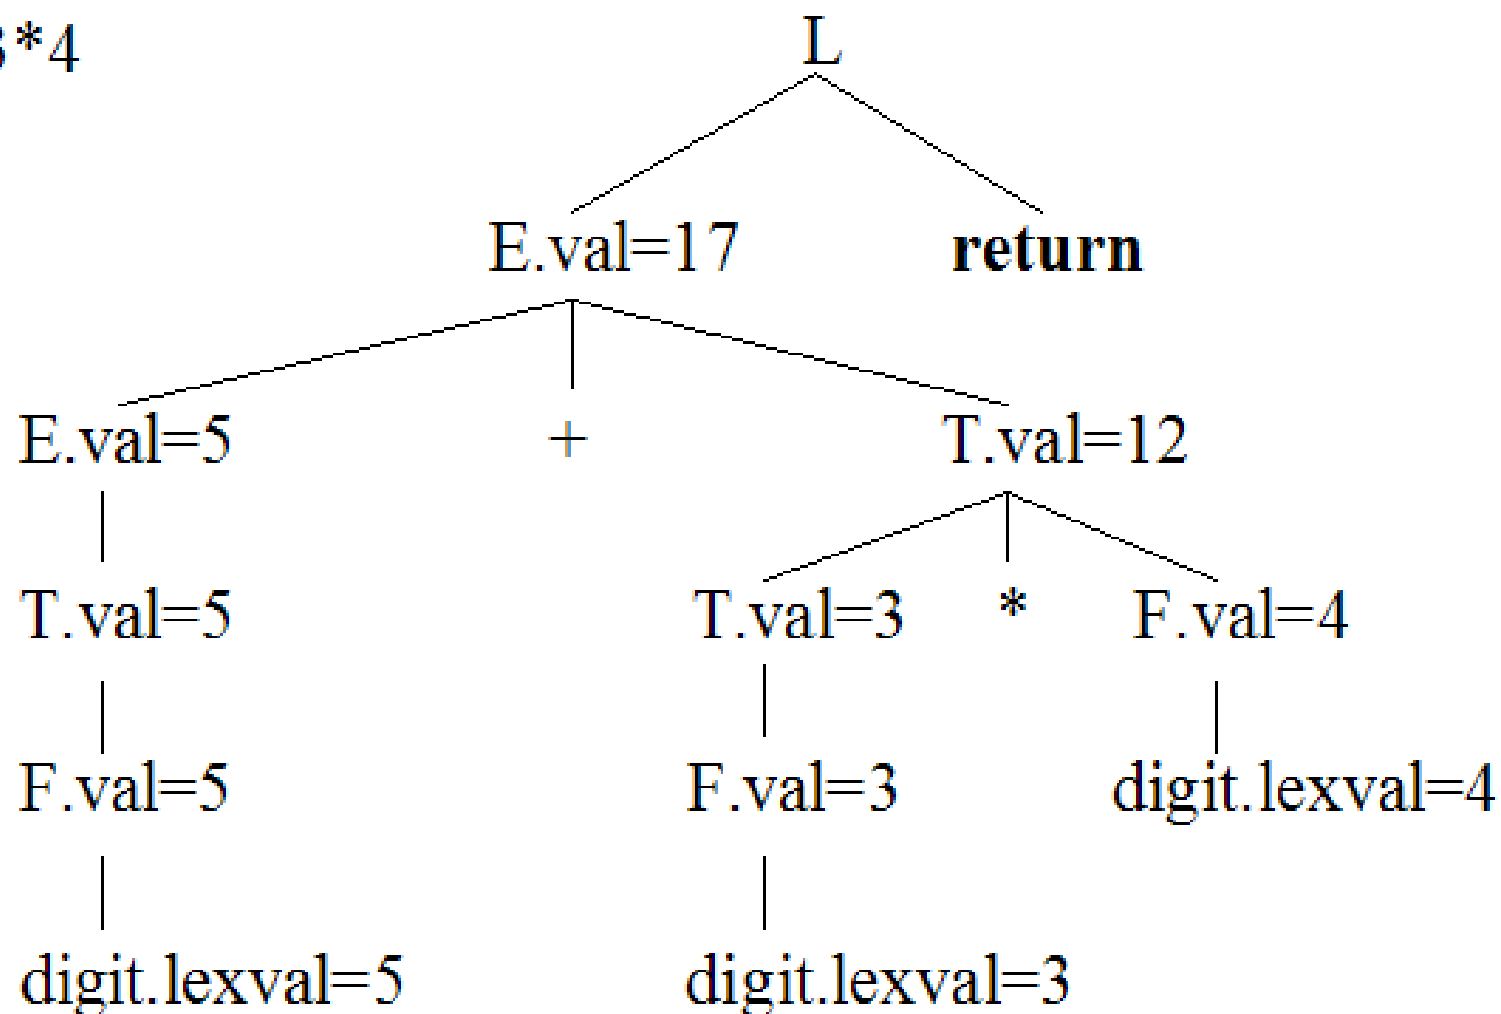 3*4
L
E.val=17 return
E.val=5 + T.val=12
T.val=5 T.val=3 * F.val=4
F.val=5 F.val=3 digit.lexval=4
digit.lexval=5 digit.lexval=3